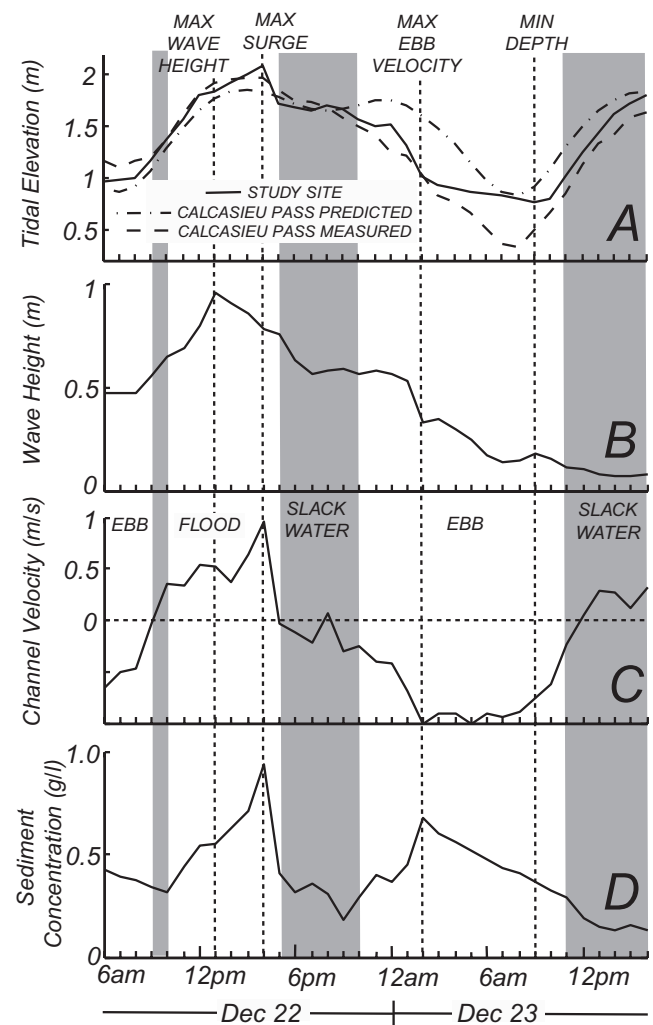 MAX
WAVE
HEIGHT
MAX
SURGE
MAX
EBB
VELOCITY
MIN
DEPTH
Tidal Elevation (m)
2
1.5
1
0.5
STUDY SITE
CALCASIEU PASS PREDICTED
CALCASIEU PASS MEASURED
A
Wave Height (m)
1
0.5
0
B
Channel Velocity (m/s)
1
0.5
0
EBB
FLOOD
SLACK
WATER
EBB
SLACK
WATER
C
Sediment
Concentration (g/l)
1.0
0.5
0
D
6am
12pm
6pm
12am
6am
12pm
Dec 22
Dec 23